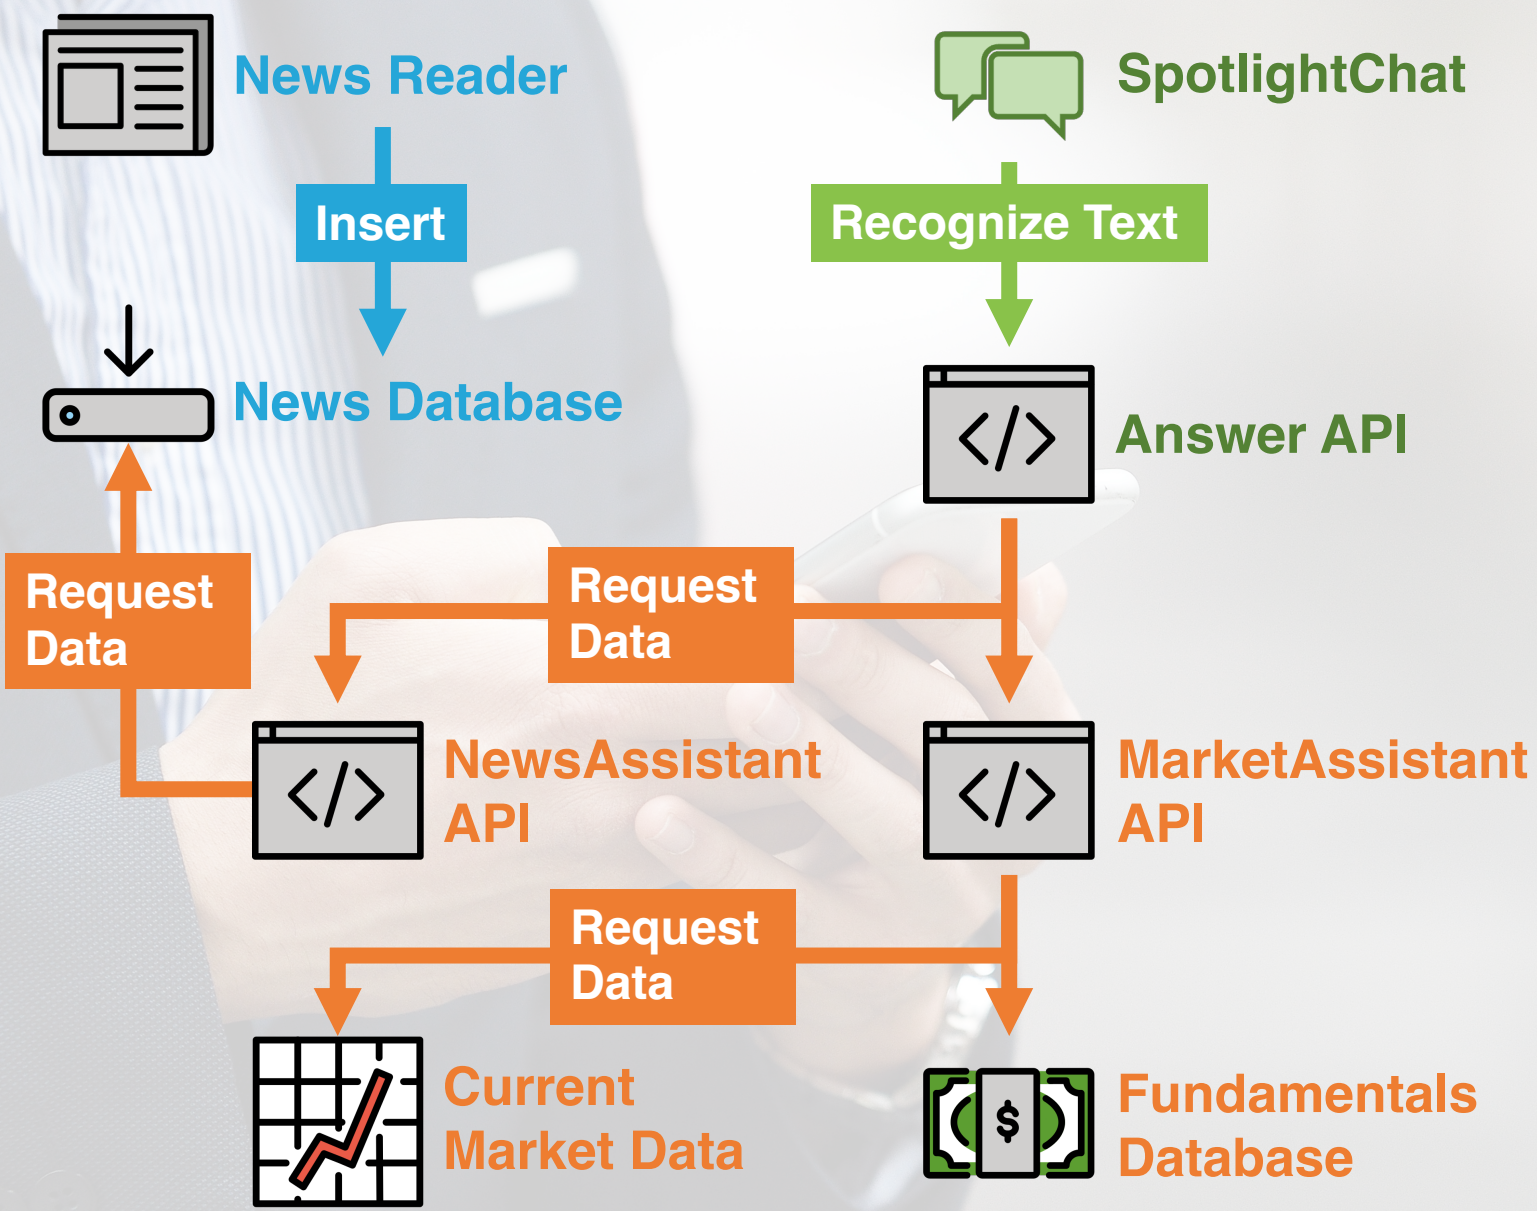 News Reader
SpotlightChat
Insert
Recognize Text
News Database
Answer API
Request
Data
Request
Data
NewsAssistant
API
MarketAssistant
API
Request
Data
Current
Market Data
Fundamentals
Database
$